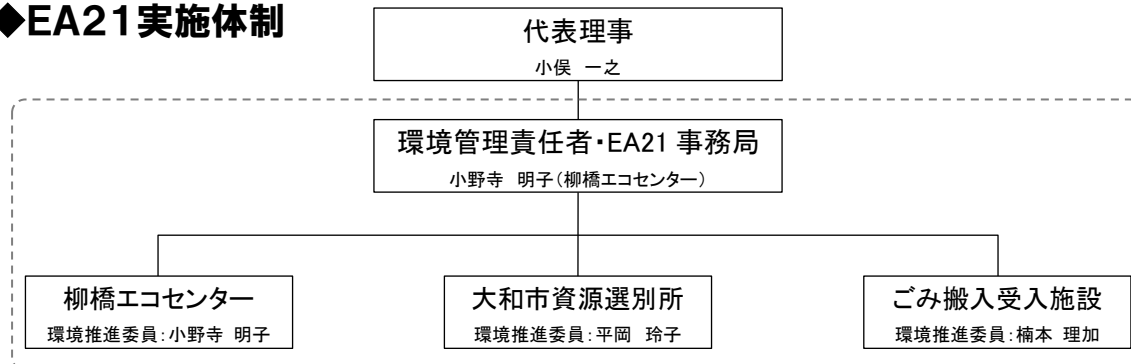 ◆EA21実施体制
代表理事
小俣 一之
環境管理責任者・EA21 事務局
小野寺 明子(柳橋エコセンター)
柳橋エコセンター
環境推進委員:小野寺 明子
大和市資源選別所
環境推進委員:平岡 玲子
ごみ搬入受入施設
環境推進委員:楠本 理加